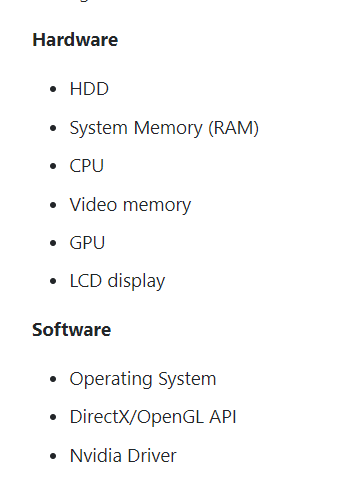 Hardware
HDD
System Memory (RAM)
CPU
Video memory
GPU
LCD display
Software
Operating System
DirectX/OpenGL API
Nvidia Driver